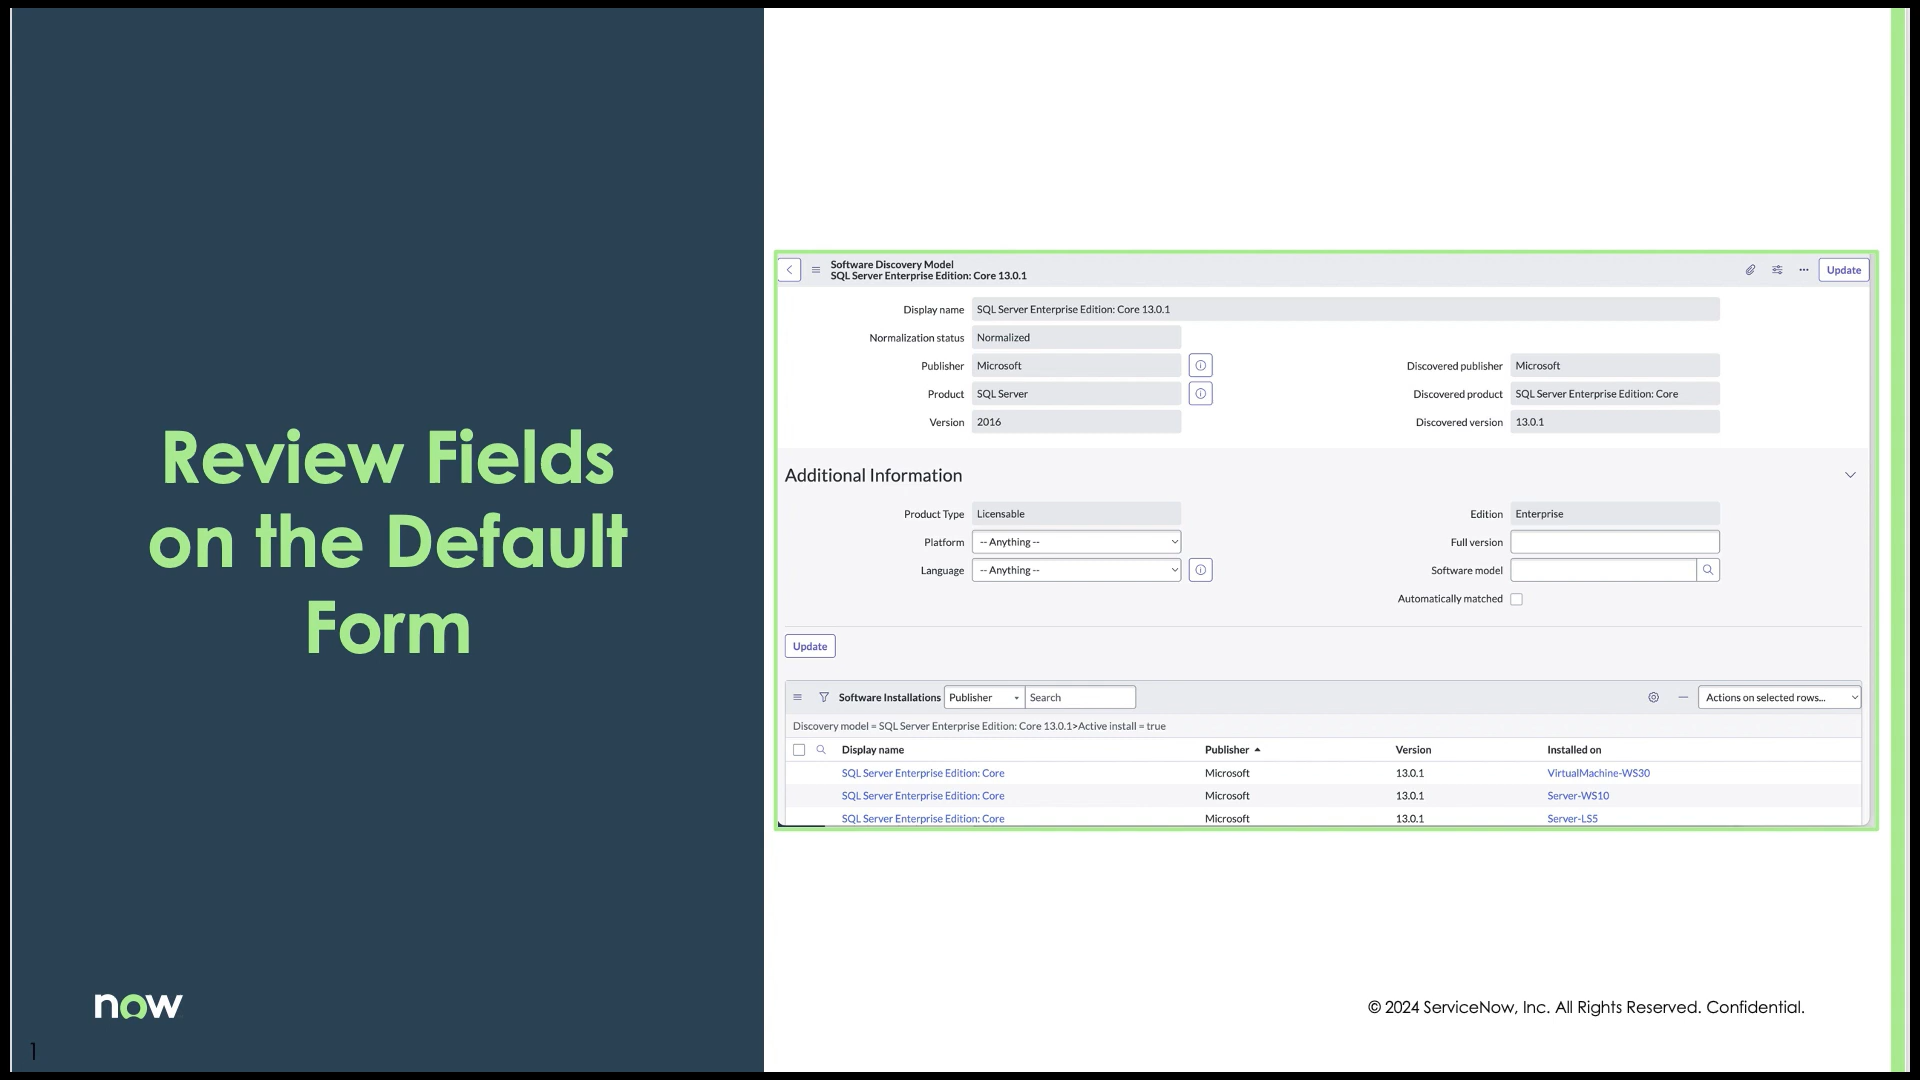 Review Fields
on the Default
Form
now
1
Software Discovery Model
SQL Server Enterprise Edition: Core 13.0.1
Update
Display name SQL Server Enterprise Edition: Core 13.0.1
Normalization status Normalized
Publisher Microsoft Discovered publisher Microsoft
Product SQL Server Discovered product SQL Server Enterprise Edition: Core
Version 2016 Discovered version 13.0.1
Additional Information
Product Type Licensable Edition Enterprise
Platform -- Anything -- Full version
Language -- Anything -- Software model
Automatically matched
Update
Software Installations Publisher Search Actions on selected rows...
Discovery model = SQL Server Enterprise Edition: Core 13.0.1>Active install = true
Display name Publisher Version Installed on
SQL Server Enterprise Edition: Core Microsoft 13.0.1 VirtualMachine-WS30
SQL Server Enterprise Edition: Core Microsoft 13.0.1 Server-WS10
SQL Server Enterprise Edition: Core Microsoft 13.0.1 Server-LS5
© 2024 ServiceNow, Inc. All Rights Reserved. Confidential.